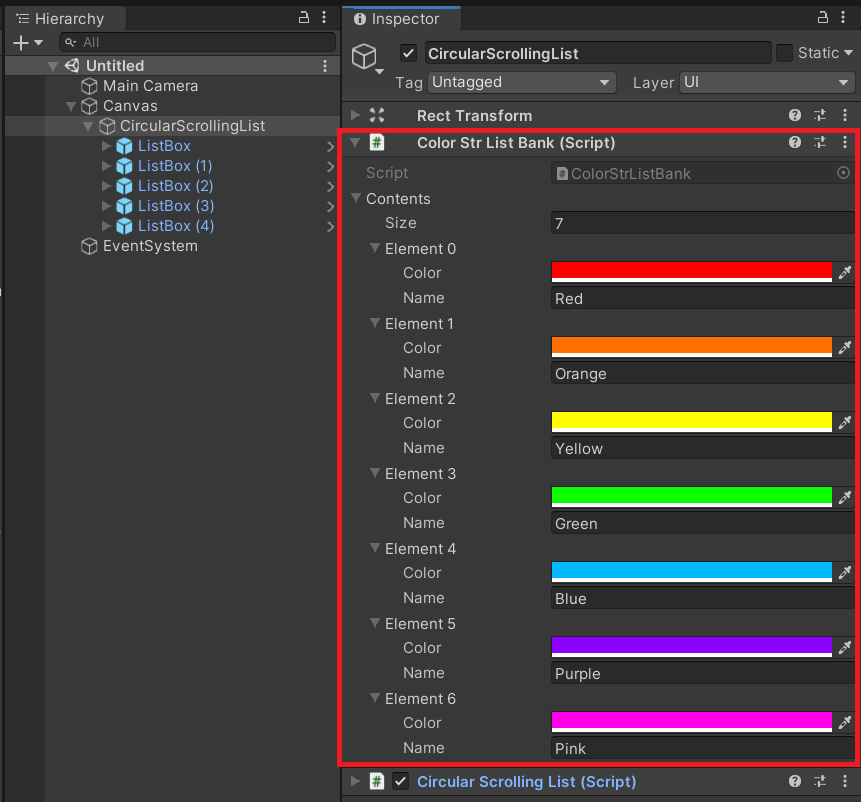 Hierarchy
All
Untitled
Main Camera
Canvas
CircularScrollingList
ListBox
ListBox (1)
ListBox (2)
ListBox (3)
ListBox (4)
EventSystem
Inspector
CircularScrollingList
Static
Tag Untagged Layer UI
Rect Transform
# Color Str List Bank (Script)
Script # ColorStrListBank
Contents
Size 7
Element 0
Color
Name Red
Element 1
Color
Name Orange
Element 2
Color
Name Yellow
Element 3
Color
Name Green
Element 4
Color
Name Blue
Element 5
Color
Name Purple
Element 6
Color
Name Pink
# Circular Scrolling List (Script)